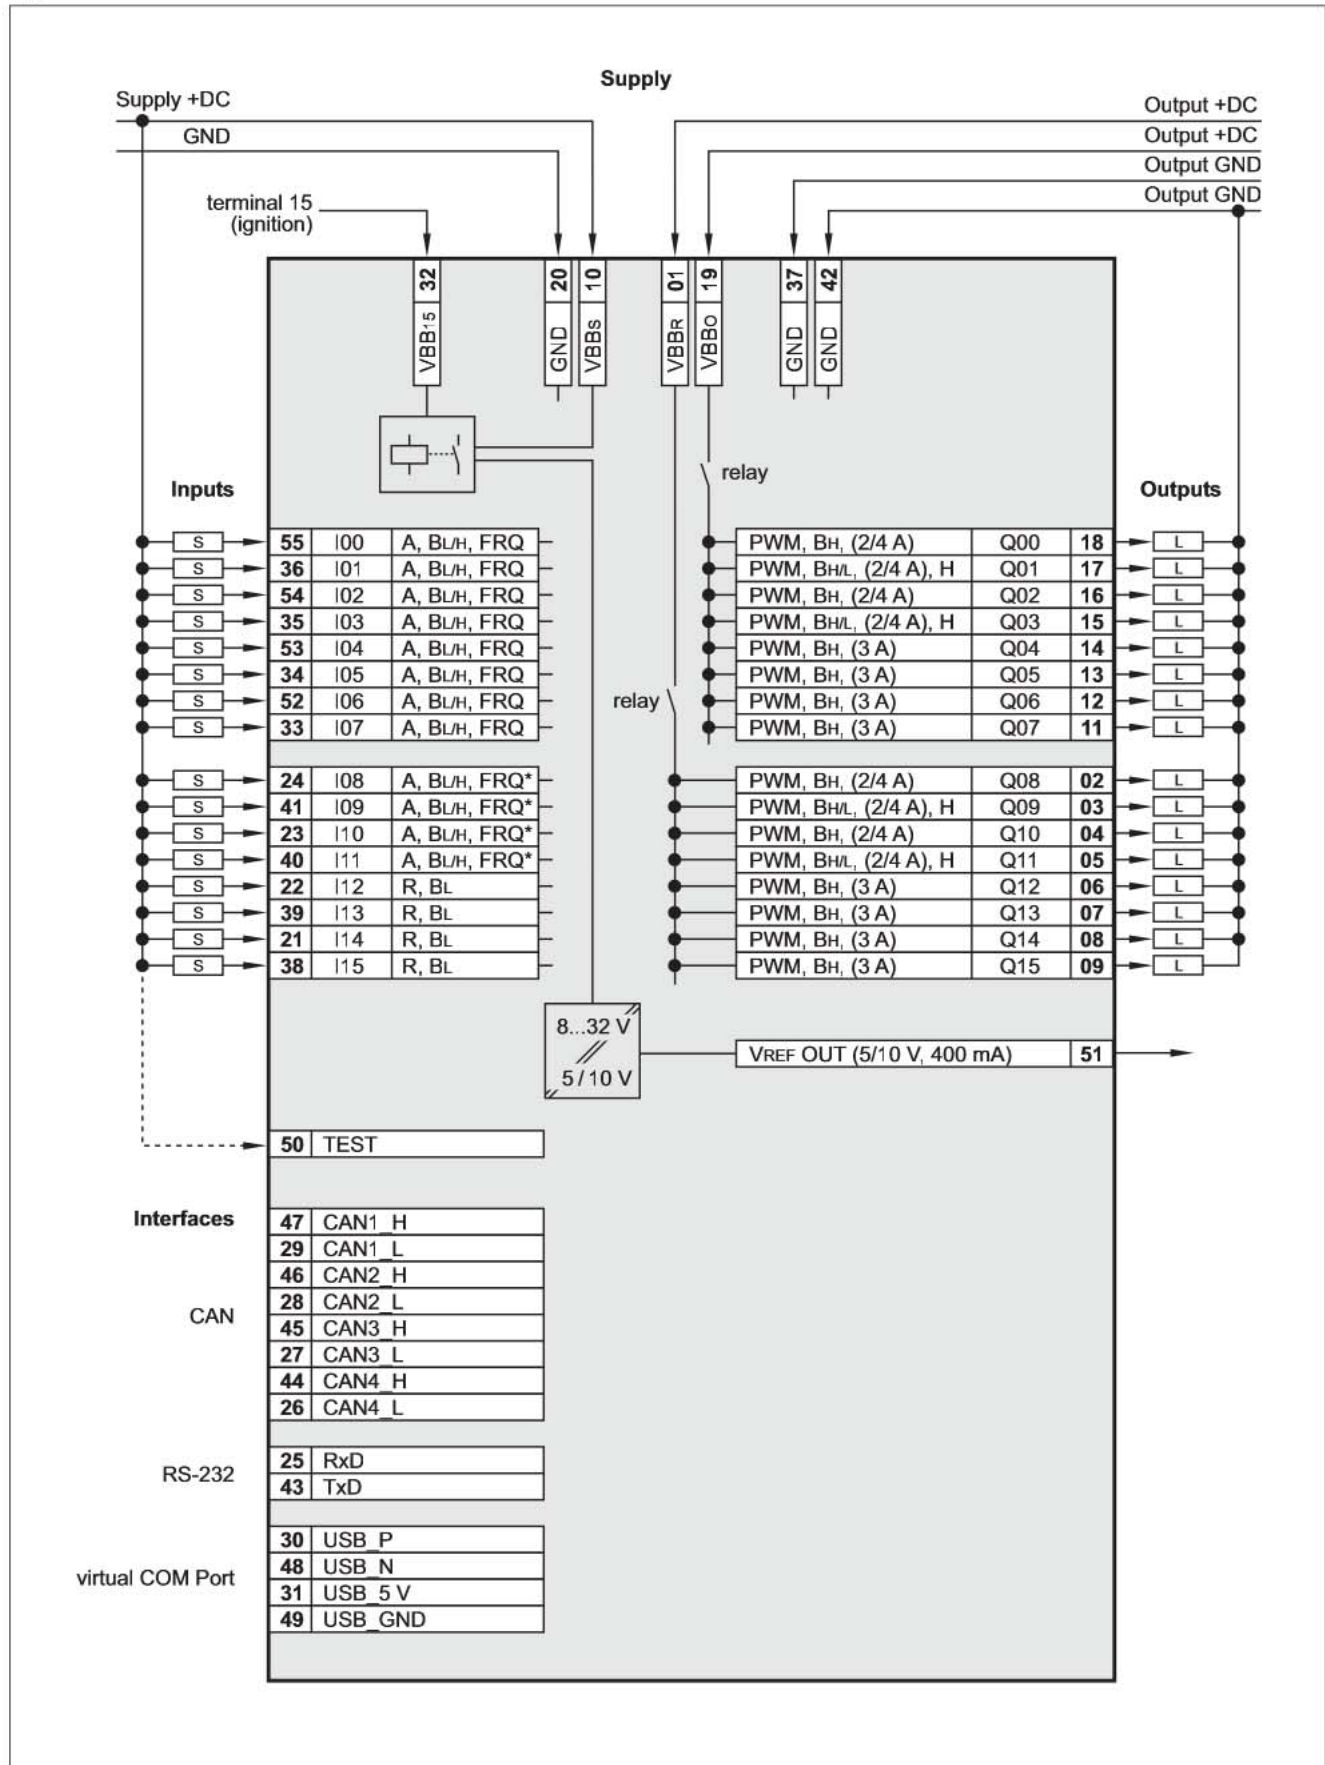 Supply
Supply +DC
GND
terminal 15
(ignition)
Output +DC
Output +DC
Output GND
Output GND
32 VBB15
20 GND
10 VBBS
01 VBBR
19 VBBO
37 GND
42 GND
relay
relay
Inputs
Outputs
S 55 I00 A, BL/H, FRQ
S 36 I01 A, BL/H, FRQ
S 54 I02 A, BL/H, FRQ
S 35 I03 A, BL/H, FRQ
S 53 I04 A, BL/H, FRQ
S 34 I05 A, BL/H, FRQ
S 52 I06 A, BL/H, FRQ
S 33 I07 A, BL/H, FRQ
S 24 I08 A, BL/H, FRQ*
S 41 I09 A, BL/H, FRQ*
S 23 I10 A, BL/H, FRQ*
S 40 I11 A, BL/H, FRQ*
S 22 I12 R, BL
S 39 I13 R, BL
S 21 I14 R, BL
S 38 I15 R, BL
PWM, BH, (2/4 A) Q00 18 L
PWM, BH/L, (2/4 A), H Q01 17 L
PWM, BH, (2/4 A) Q02 16 L
PWM, BH/L, (2/4 A), H Q03 15 L
PWM, BH, (3 A) Q04 14 L
PWM, BH, (3 A) Q05 13 L
PWM, BH, (3 A) Q06 12 L
PWM, BH, (3 A) Q07 11 L
PWM, BH, (2/4 A) Q08 02 L
PWM, BH/L, (2/4 A), H Q09 03 L
PWM, BH, (2/4 A) Q10 04 L
PWM, BH/L, (2/4 A), H Q11 05 L
PWM, BH, (3 A) Q12 06 L
PWM, BH, (3 A) Q13 07 L
PWM, BH, (3 A) Q14 08 L
PWM, BH, (3 A) Q15 09 L
8...32 V
5 / 10 V
VREF OUT (5/10 V, 400 mA) 51
50 TEST
Interfaces
CAN
47 CAN1_H
29 CAN1_L
46 CAN2_H
28 CAN2_L
45 CAN3_H
27 CAN3_L
44 CAN4_H
26 CAN4_L
RS-232
25 RxD
43 TxD
virtual COM Port
30 USB_P
48 USB_N
31 USB_5 V
49 USB_GND